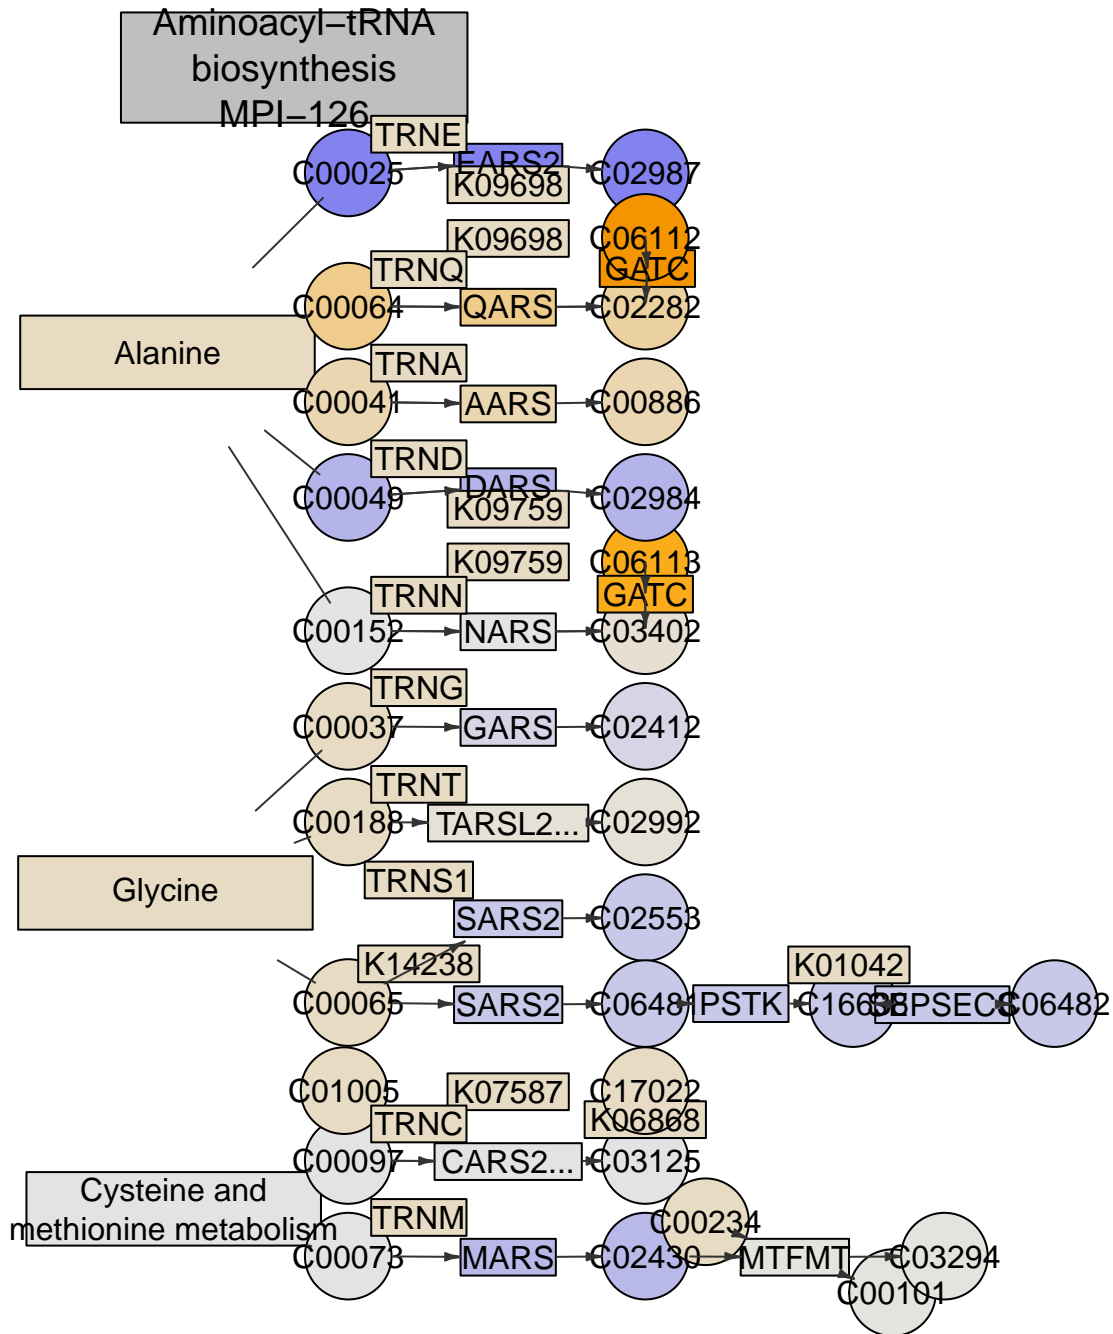 Aminoacyl−tRNA
biosynthesis
MPI−126
TRNE
C00025
EARS2
K09698
C02987
K09698
C06112
TRNQ
GATC
C00064
QARS
C02282
Alanine
TRNA
C00041
AARS
C00886
TRND
C00049
DARS
K09759
C02984
K09759
C06113
TRNN
GATC
C00152
NARS
C03402
TRNG
C00037
GARS
C02412
TRNT
C00188
TARSL2...
C02992
Glycine
TRNS1
SARS2
C02553
K14238
K01042
C00065
SARS2
C06481
PSTK
C16638
SEPSECS
C06482
C01005
K07587
C17022
TRNC
K06868
C00097
CARS2...
C03125
Cysteine and
methionine metabolism
TRNM
C00234
C00073
MARS
C02430
MTFMT
C03294
C00101